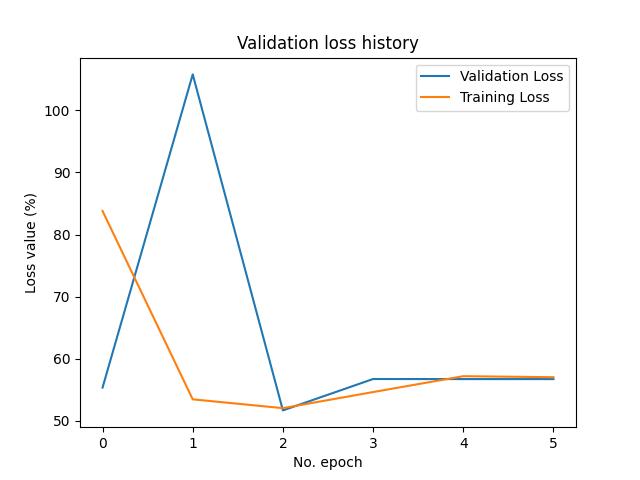 Validation loss history
Validation Loss
Training Loss
Loss value (%)
100
90
80
70
60
50
0 1 2 3 4 5
No. epoch